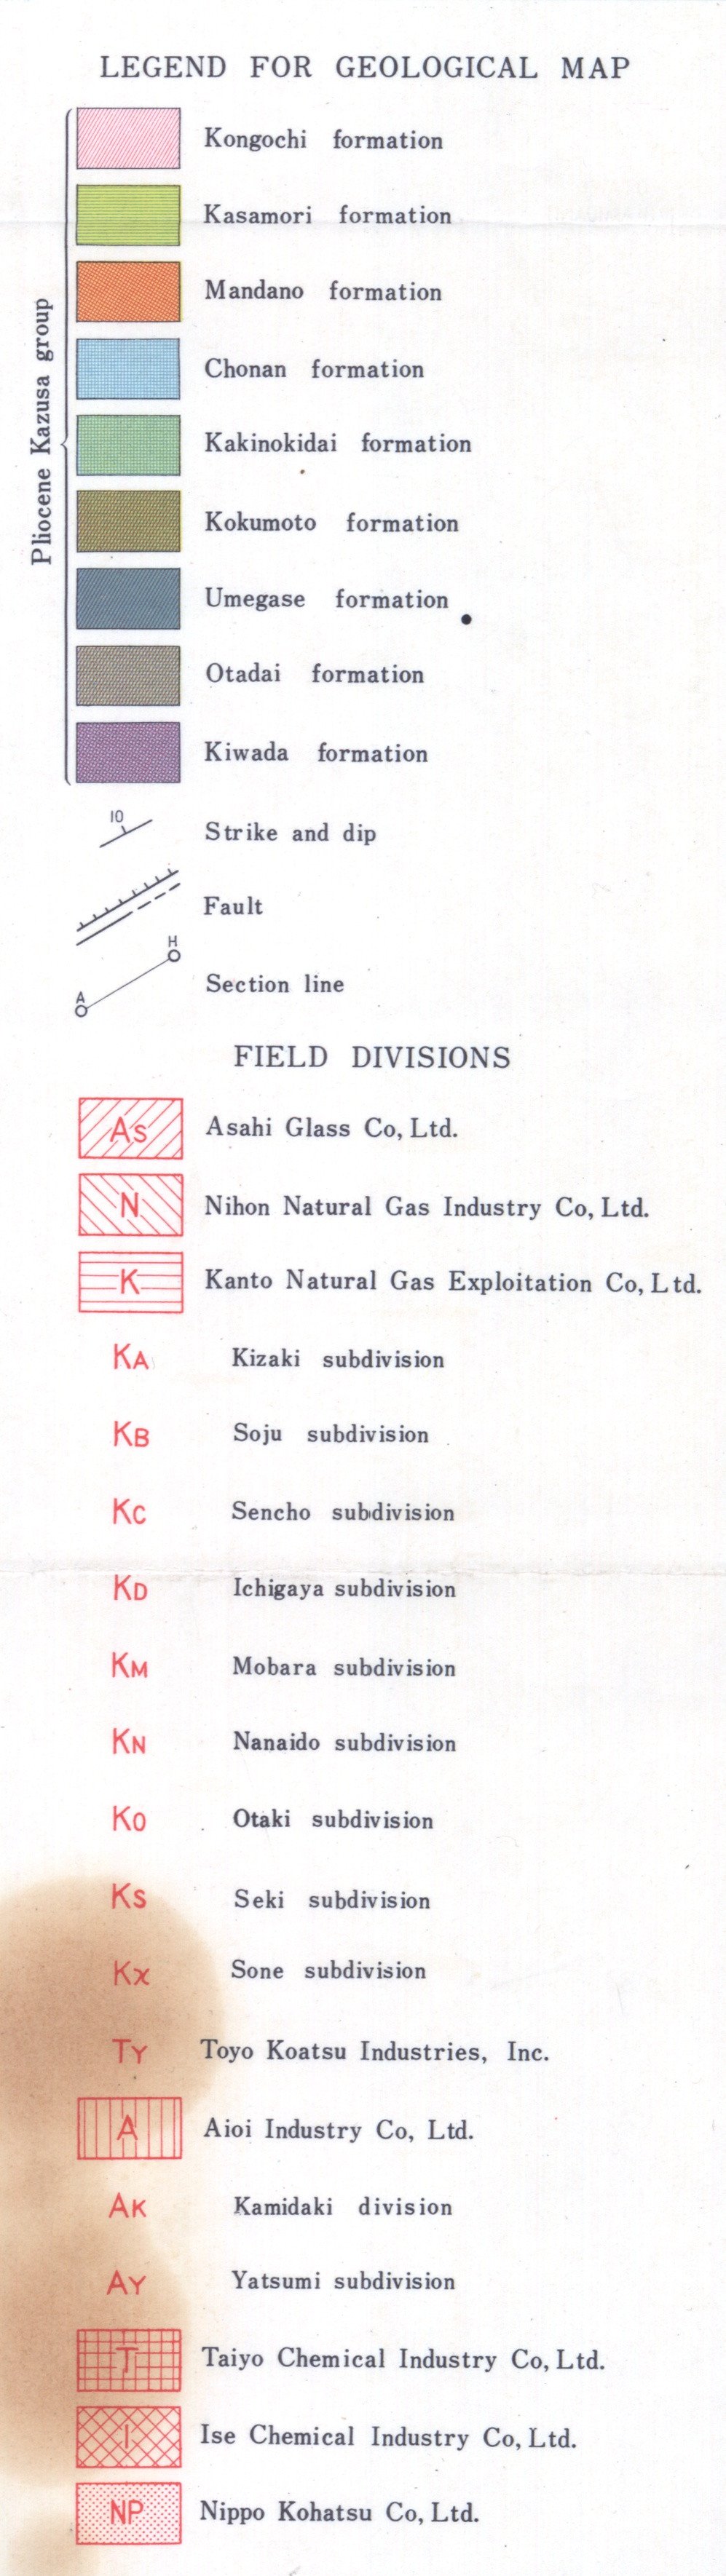 LEGEND FOR GEOLOGICAL MAP
Pliocene Kazusa group
Kongochi formation
Kasamori formation
Mandano formation
Chonan formation
Kakinokidai formation
Kokumoto formation
Umegase formation
Otadai formation
Kiwada formation
10 Strike and dip
Fault
A H Section line
FIELD DIVISIONS
As Asahi Glass Co, Ltd.
N Nihon Natural Gas Industry Co, Ltd.
K Kanto Natural Gas Exploitation Co, Ltd.
KA Kizaki subdivision
KB Soju subdivision
KC Sencho subdivision
KD Ichigaya subdivision
KM Mobara subdivision
KN Nanaido subdivision
KO Otaki subdivision
KS Seki subdivision
Kx Sone subdivision
TY Toyo Koatsu Industries, Inc.
A Aioi Industry Co, Ltd.
AK Kamidaki division
AY Yatsumi subdivision
T Taiyo Chemical Industry Co, Ltd.
I Ise Chemical Industry Co, Ltd.
NP Nippo Kohatsu Co, Ltd.